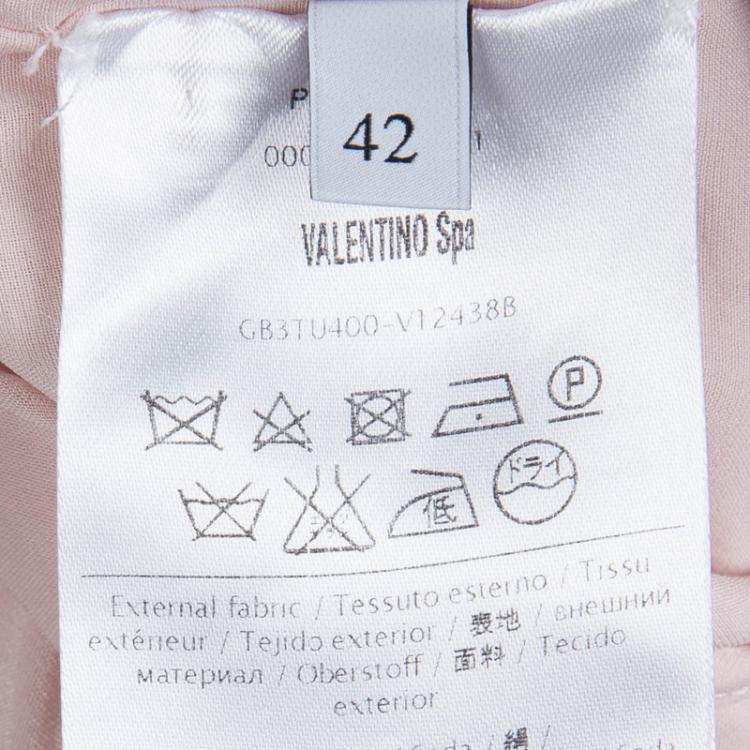 P
42
000
VALENTINO Spa
GB3TU400-V12438B
P
低 ドライ
External fabric / Tessuto esterno / Tissu
extérieur / Tejido exterior / 表地 / внешний
материал / Oberstoff / 面料 / Tecido
exterior